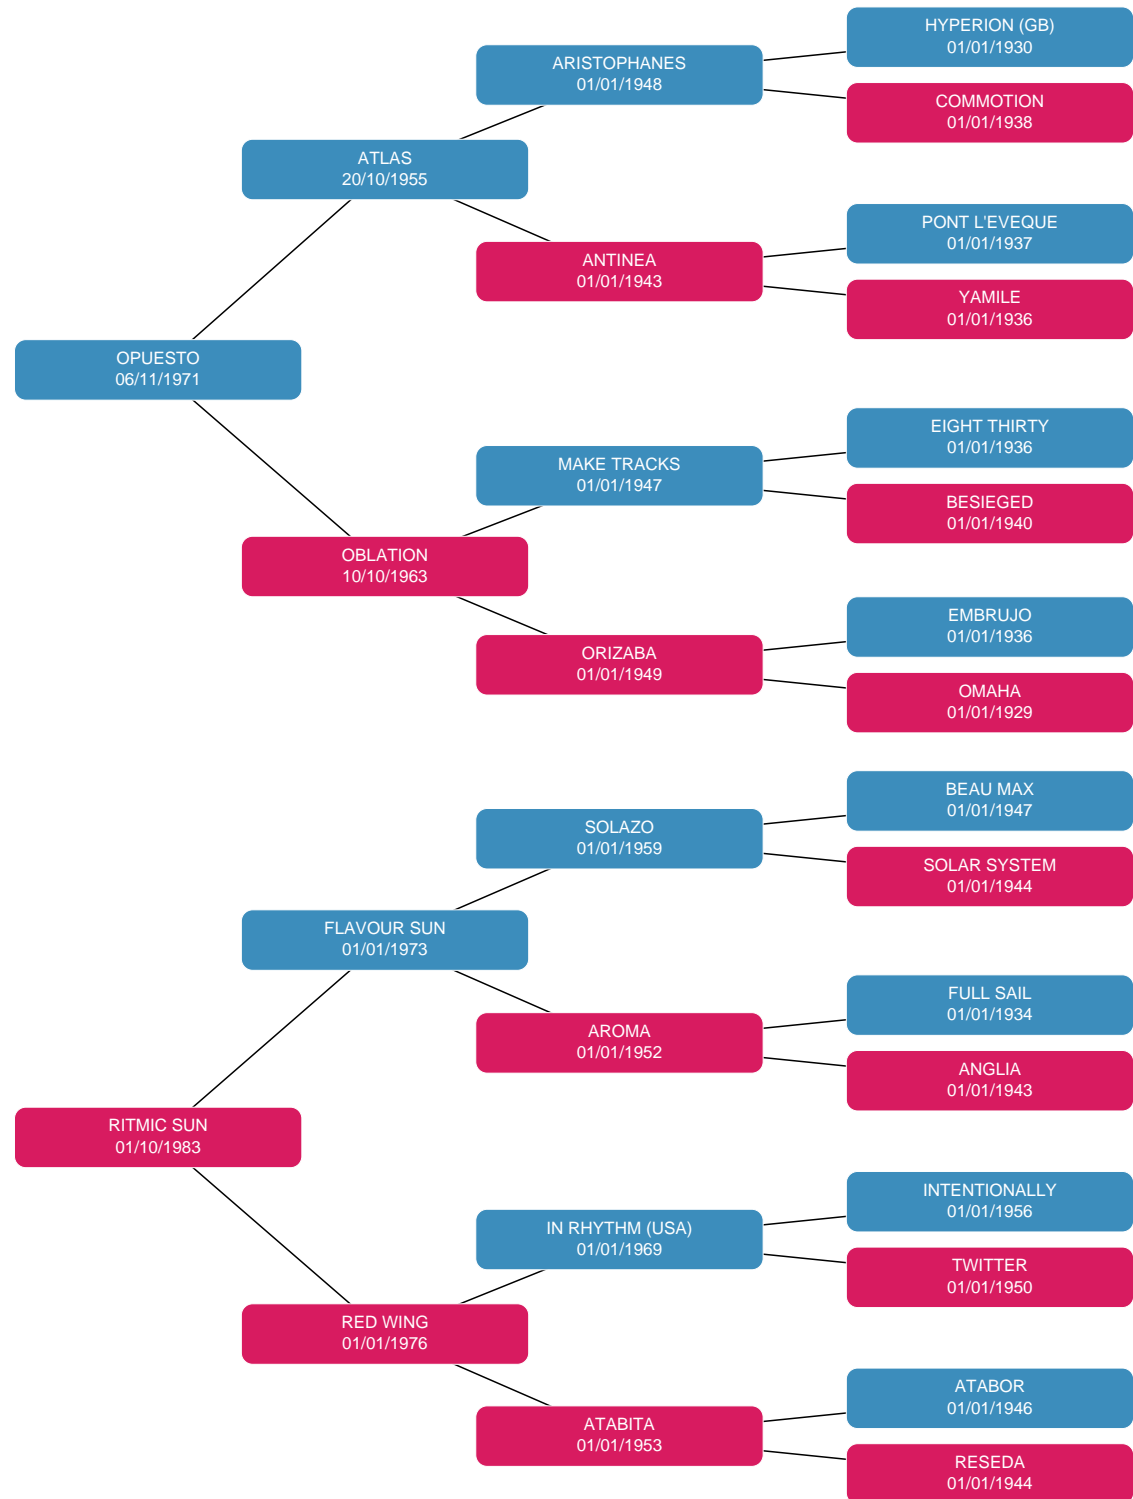 HYPERION (GB)
01/01/1930
ARISTOPHANES
01/01/1948
COMMOTION
01/01/1938
ATLAS
20/10/1955
PONT L'EVEQUE
01/01/1937
ANTINEA
01/01/1943
YAMILE
01/01/1936
OPUESTO
06/11/1971
EIGHT THIRTY
01/01/1936
MAKE TRACKS
01/01/1947
BESIEGED
01/01/1940
OBLATION
10/10/1963
EMBRUJO
01/01/1936
ORIZABA
01/01/1949
OMAHA
01/01/1929
BEAU MAX
01/01/1947
SOLAZO
01/01/1959
SOLAR SYSTEM
01/01/1944
FLAVOUR SUN
01/01/1973
FULL SAIL
01/01/1934
AROMA
01/01/1952
ANGLIA
01/01/1943
RITMIC SUN
01/10/1983
INTENTIONALLY
01/01/1956
IN RHYTHM (USA)
01/01/1969
TWITTER
01/01/1950
RED WING
01/01/1976
ATABOR
01/01/1946
ATABITA
01/01/1953
RESEDA
01/01/1944